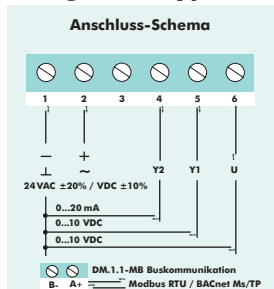 Anschluss-Schema
1 2 3 4 5 6
– +
⊥ ~ Y2 Y1 U
24VAC ±20% / VDC ±10%
0...20 mA
0...10 VDC
0...10 VDC
DM.1.1-MB Buskommunikation
B- A+ Modbus RTU / BACnet Ms/TP